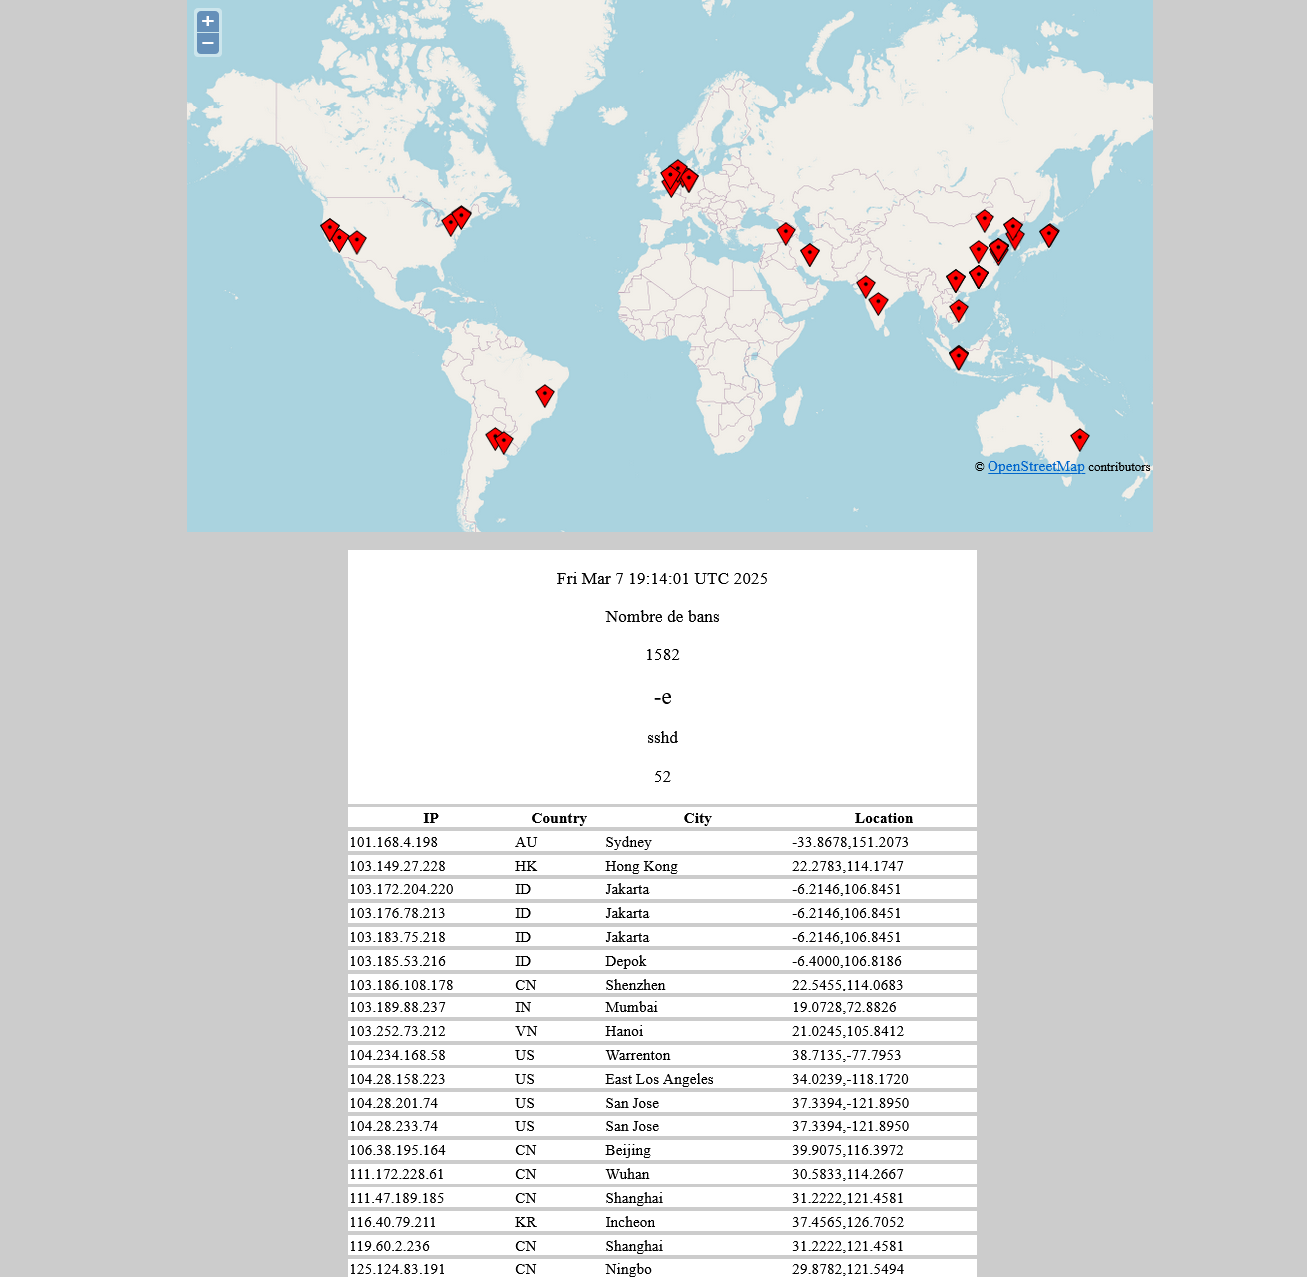 +
−
© OpenStreetMap contributors
Fri Mar 7 19:14:01 UTC 2025
Nombre de bans
1582
-e
sshd
52
IP Country City Location
101.168.4.198 AU Sydney -33.8678,151.2073
103.149.27.228 HK Hong Kong 22.2783,114.1747
103.172.204.220 ID Jakarta -6.2146,106.8451
103.176.78.213 ID Jakarta -6.2146,106.8451
103.183.75.218 ID Jakarta -6.2146,106.8451
103.185.53.216 ID Depok -6.4000,106.8186
103.186.108.178 CN Shenzhen 22.5455,114.0683
103.189.88.237 IN Mumbai 19.0728,72.8826
103.252.73.212 VN Hanoi 21.0245,105.8412
104.234.168.58 US Warrenton 38.7135,-77.7953
104.28.158.223 US East Los Angeles 34.0239,-118.1720
104.28.201.74 US San Jose 37.3394,-121.8950
104.28.233.74 US San Jose 37.3394,-121.8950
106.38.195.164 CN Beijing 39.9075,116.3972
111.172.228.61 CN Wuhan 30.5833,114.2667
111.47.189.185 CN Shanghai 31.2222,121.4581
116.40.79.211 KR Incheon 37.4565,126.7052
119.60.2.236 CN Shanghai 31.2222,121.4581
125.124.83.191 CN Ningbo 29.8782,121.5494